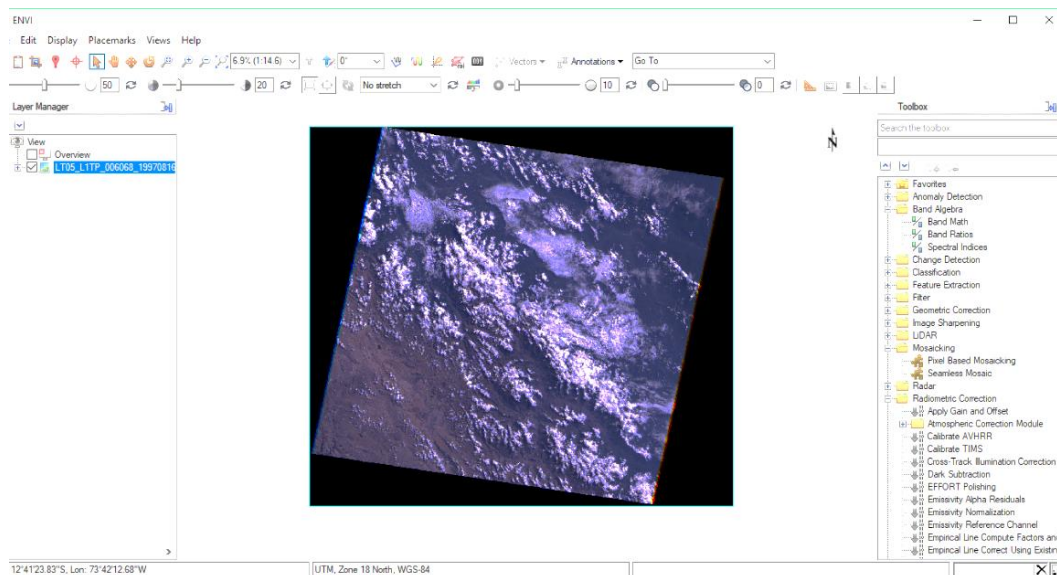 ENVI
Edit Display Placemarks Views Help
6.9% (1:14.6) 0° Vectors Annotations Go To
50 20 No stretch 10 0
Layer Manager
View
Overview
LT05_L1TP_006068_19970816
N
Toolbox
Search the toolbox
Favorites
Anomaly Detection
Band Algebra
Band Math
Band Ratios
Spectral Indices
Change Detection
Classification
Feature Extraction
Filter
Geometric Correction
Image Sharpening
LiDAR
Mosaicking
Pixel Based Mosaicking
Seamless Mosaic
Radar
Radiometric Correction
Apply Gain and Offset
Atmospheric Correction Module
Calibrate AVHRR
Calibrate TIMS
Cross-Track Illumination Correction
Dark Subtraction
EFFORT Polishing
Emissivity Alpha Residuals
Emissivity Normalization
Emissivity Reference Channel
Empirical Line Compute Factors and
Empirical Line Correct Using Existin
12°41'23.83"S, Lon: 73°42'12.68"W UTM, Zone 18 North, WGS-84